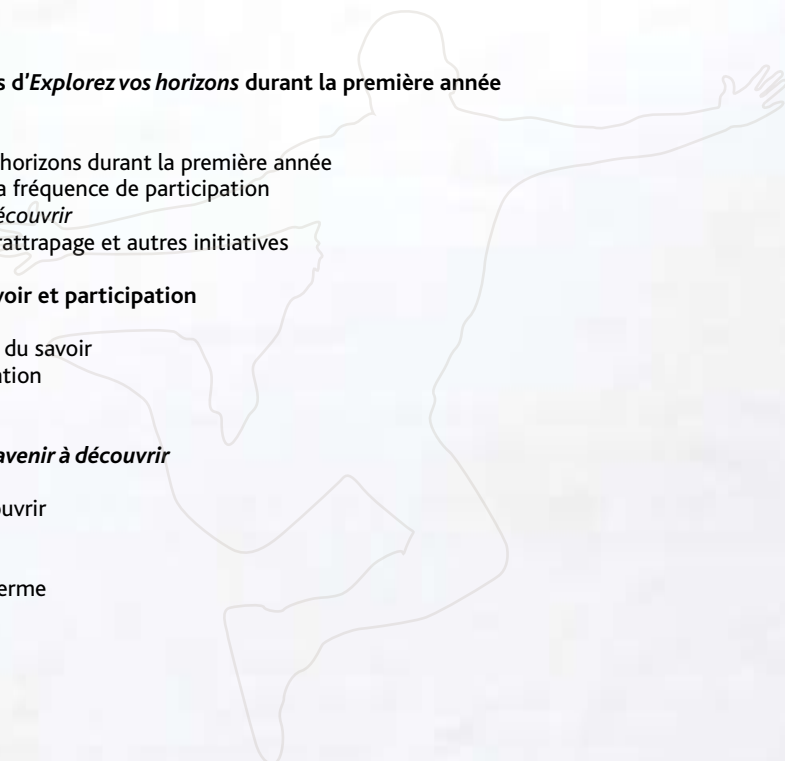 s d'Explorez vos horizons durant la première année
horizons durant la première année
a fréquence de participation
écouvrir
rattrapage et autres initiatives
voir et participation
du savoir
ation
avenir à découvrir
uvrir
erme